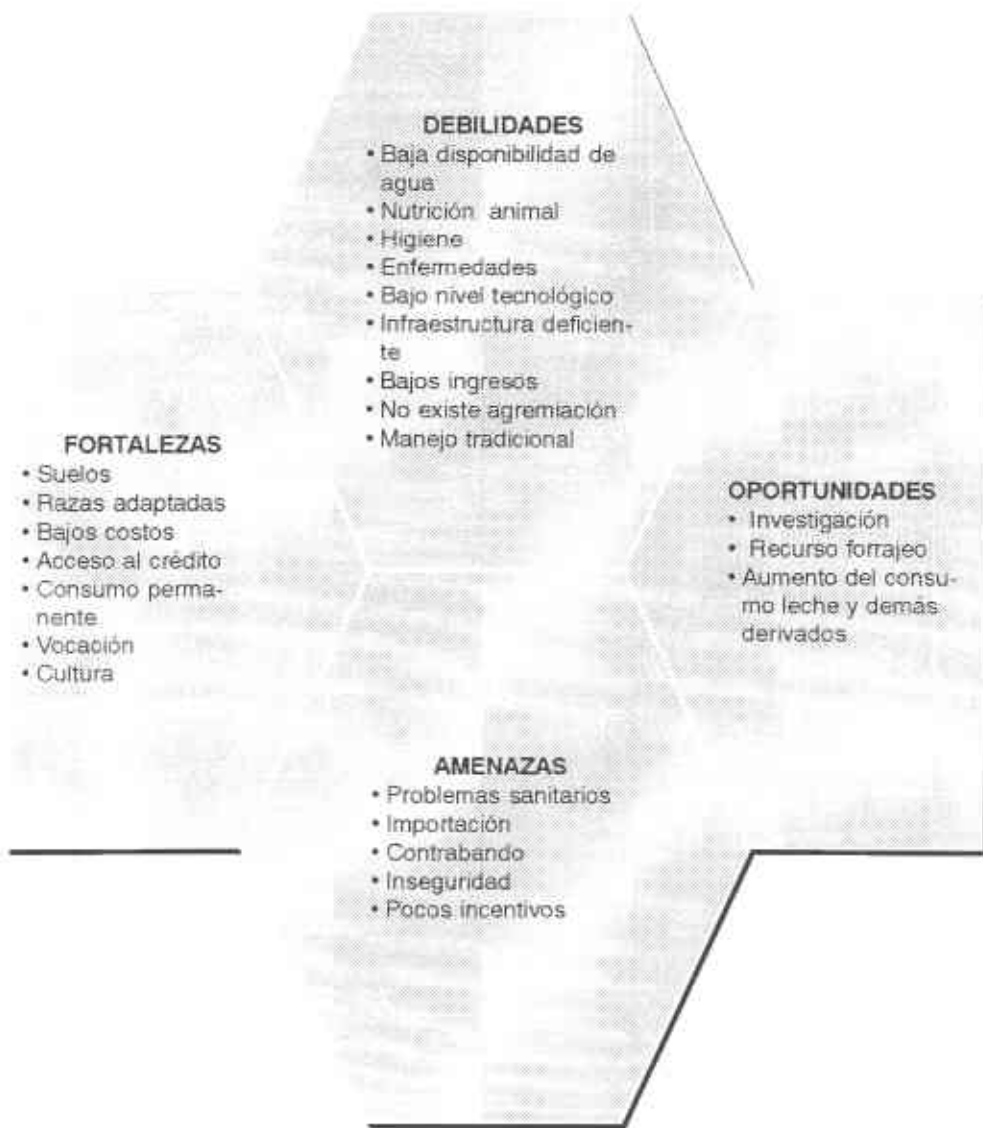 DEBILIDADES
• Baja disponibilidad de
agua
• Nutrición animal
• Higiene
• Enfermedades
• Bajo nivel tecnológico
• Infraestructura deficien-
te
• Bajos ingresos
• No existe agremiación
• Manejo tradicional
FORTALEZAS
• Suelos
• Razas adaptadas
• Bajos costos
• Acceso al crédito
• Consumo perma-
nente
• Vocación
• Cultura
OPORTUNIDADES
• Investigación
• Recurso forrajeo
• Aumento del consu-
mo leche y demás
derivados
AMENAZAS
• Problemas sanitarios
• Importación
• Contrabando
• Inseguridad
• Pocos incentivos